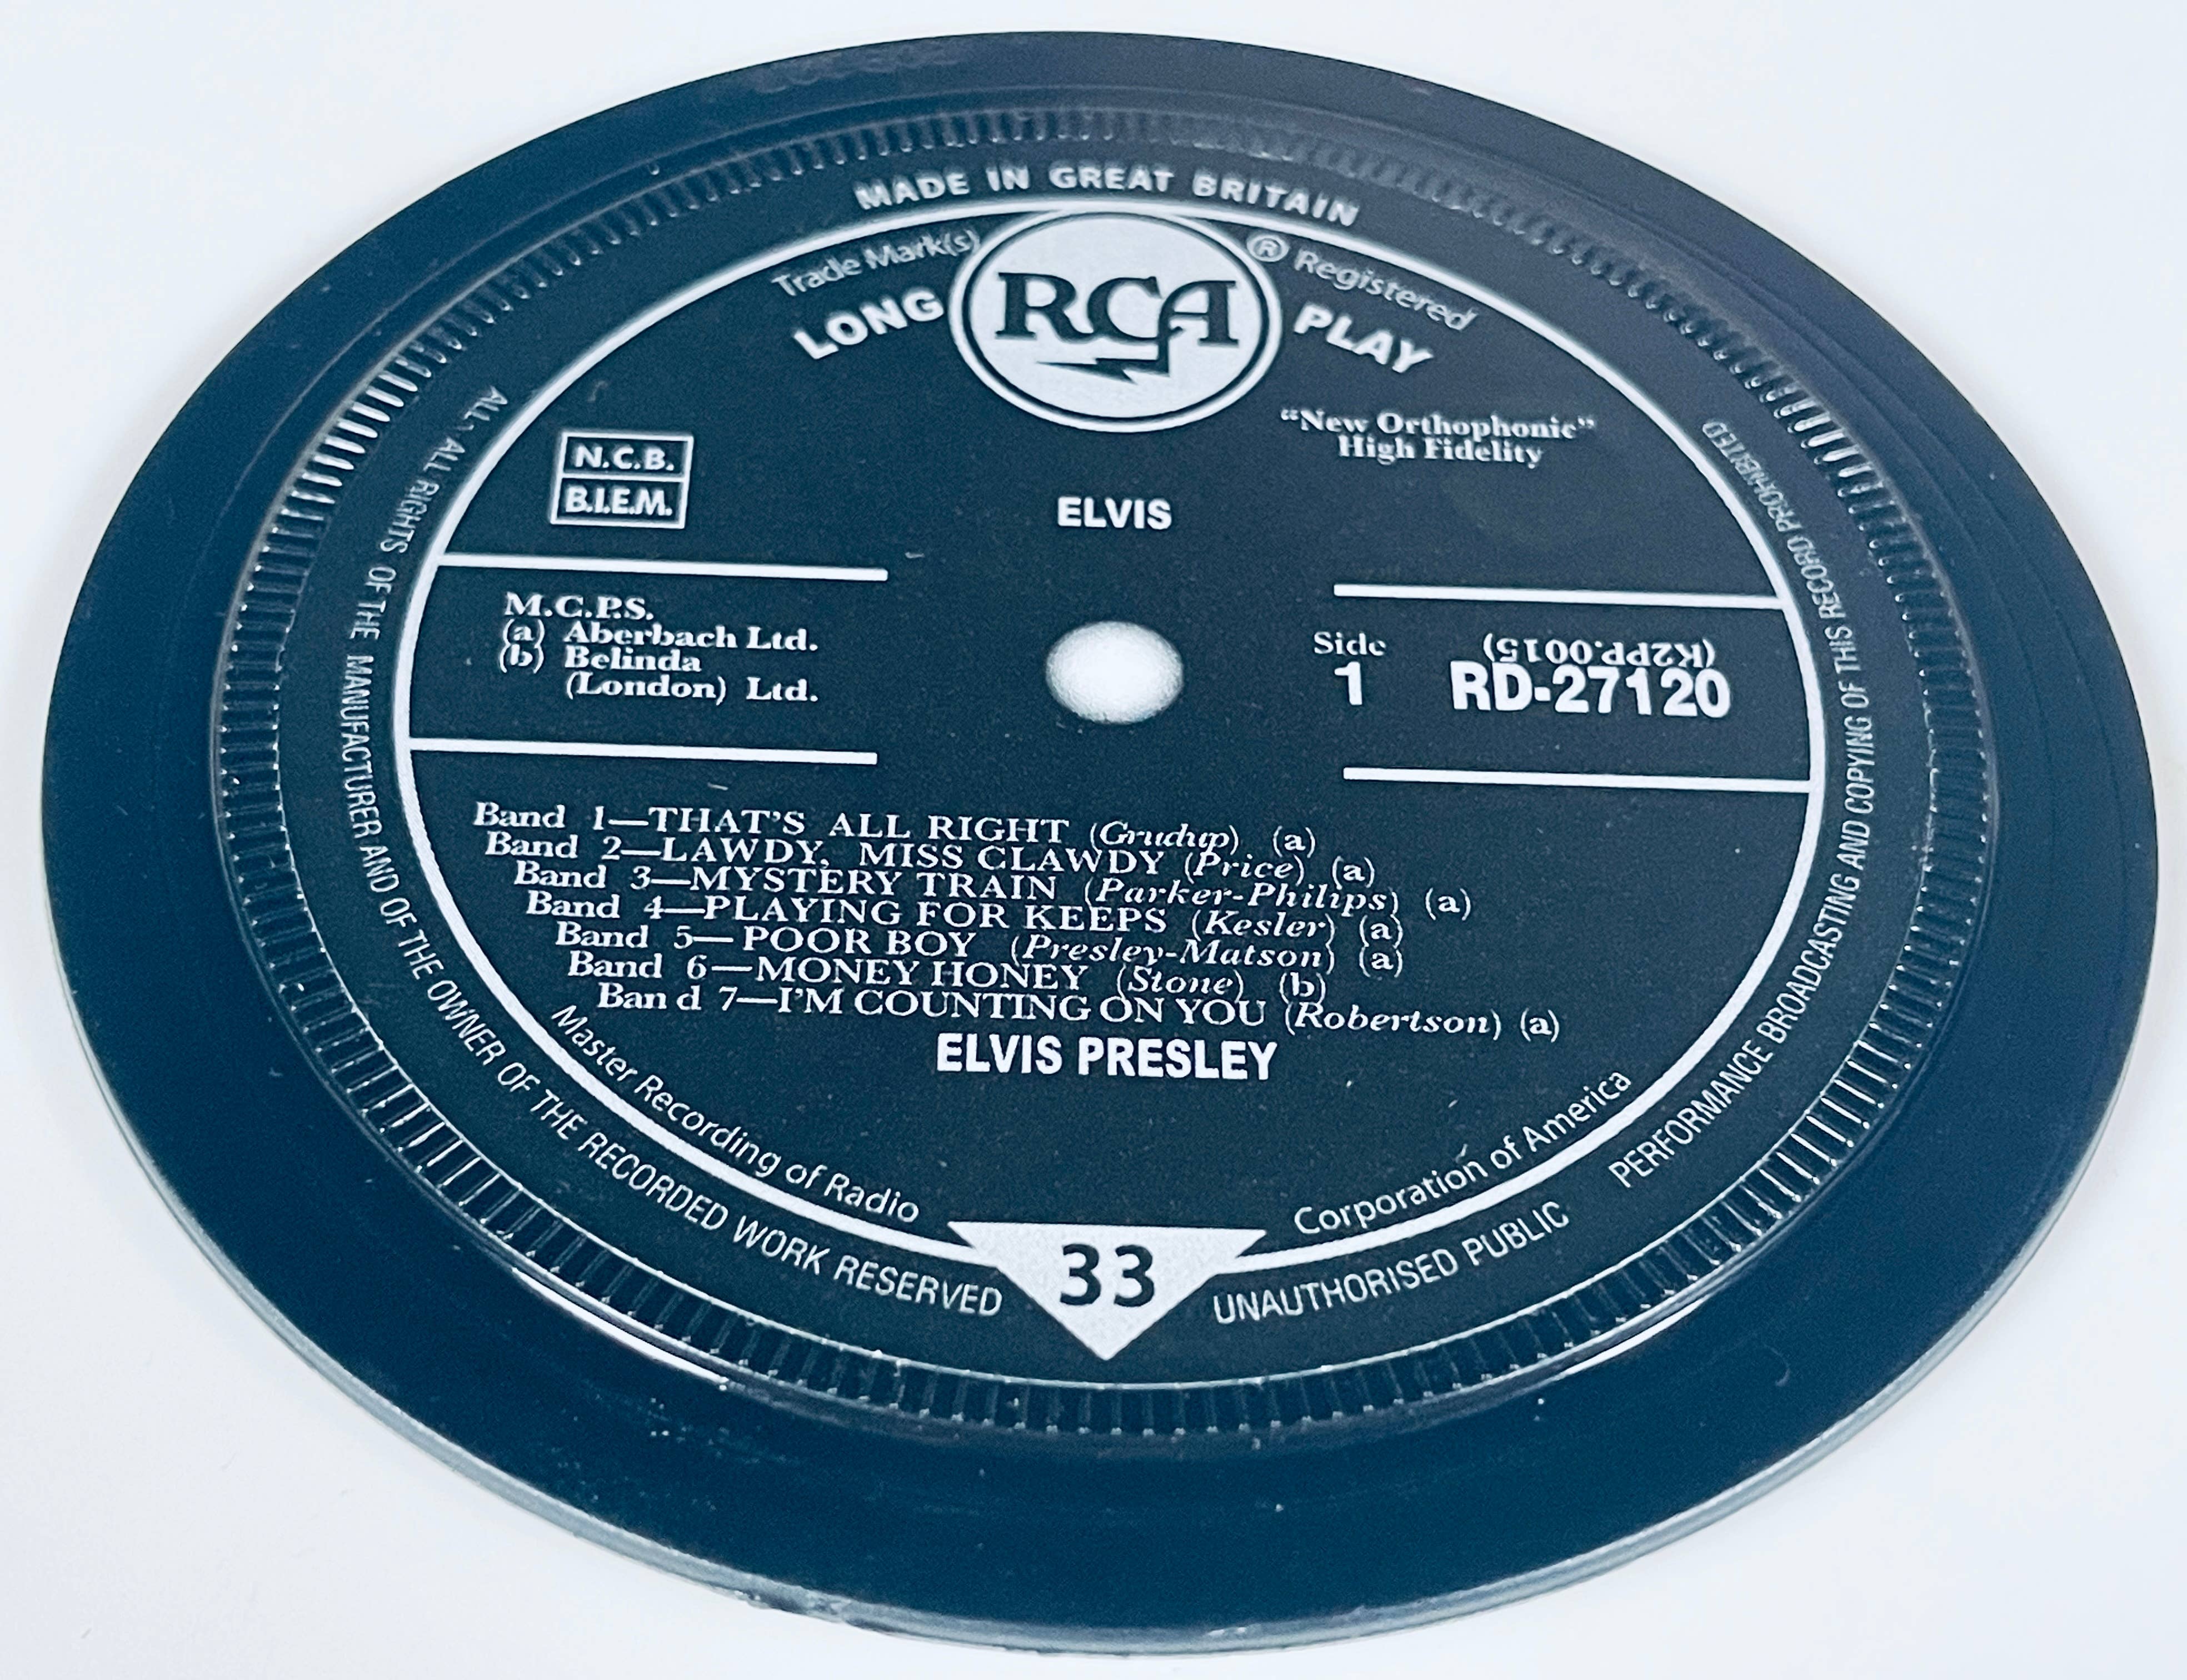 MADE IN GREAT BRITAIN
Trade Mark(s) ® Registered
LONG RCA PLAY
"New Orthophonic"
High Fidelity
N.C.B.
B.I.E.M.
ELVIS
M.C.P.S.
(a) Aberbach Ltd.
(b) Belinda
(London) Ltd.
Side
1
(K2PP.0015)
RD-27120
Band 1—THAT'S ALL RIGHT (Grudup) (a)
Band 2—LAWDY, MISS CLAWDY (Price) (a)
Band 3—MYSTERY TRAIN (Parker-Philips) (a)
Band 4—PLAYING FOR KEEPS (Kesler) (a)
Band 5—POOR BOY (Presley-Matson) (a)
Band 6—MONEY HONEY (Stone) (b)
Ban d 7—I'M COUNTING ON YOU (Robertson) (a)
ELVIS PRESLEY
Master Recording of Radio Corporation of America
33
ALL RIGHTS OF THE MANUFACTURER AND OF THE OWNER OF THE RECORDED WORK RESERVED
UNAUTHORISED PUBLIC PERFORMANCE BROADCASTING AND COPYING OF THIS RECORD PROHIBITED